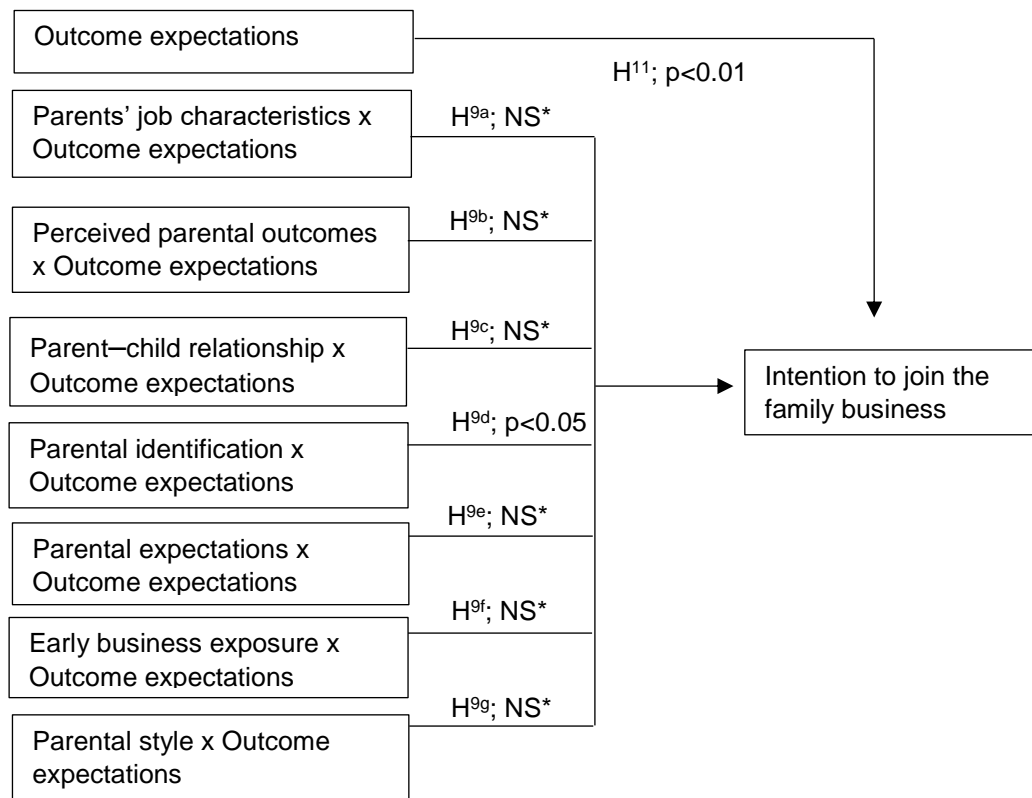 Outcome expectations
H¹¹; p<0.01
Parents’ job characteristics x
Outcome expectations
H⁹ᵃ; NS*
Perceived parental outcomes
x Outcome expectations
H⁹ᵇ; NS*
Parent–child relationship x
Outcome expectations
H⁹ᶜ; NS*
Parental identification x
Outcome expectations
H⁹ᵈ; p<0.05
Parental expectations x
Outcome expectations
H⁹ᵉ; NS*
Early business exposure x
Outcome expectations
H⁹ᶠ; NS*
Parental style x Outcome
expectations
H⁹ᵍ; NS*
Intention to join the
family business